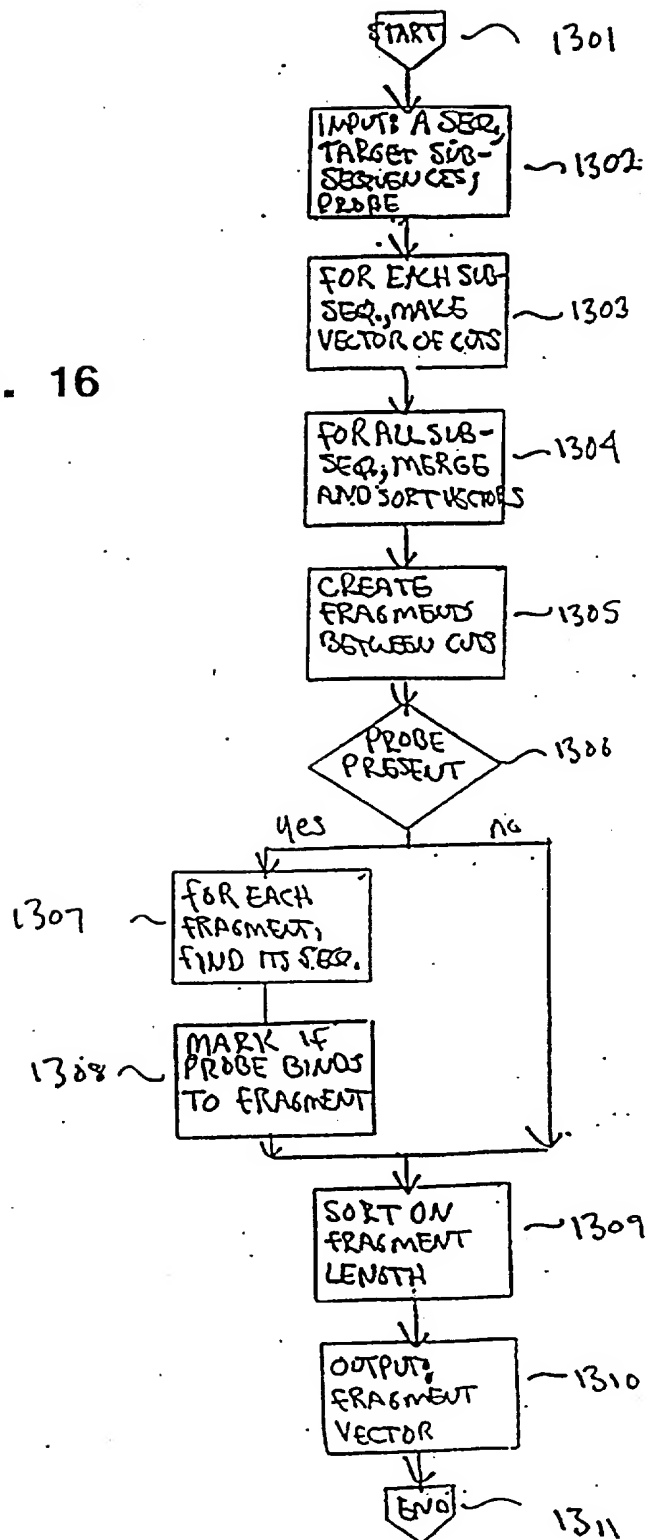 START
1301
INPUT: A SEQ,
TARGET SUB-
SEQUENCES,
PROBE
1302
FOR EACH SUB-
SEQ., MAKE
VECTOR OF CUTS
1303
. 16
FOR ALL SUB-
SEQ., MERGE
AND SORT VECTORS
1304
CREATE
FRAGMENTS
BETWEEN CUTS
1305
PROBE
PRESENT
1306
yes
no
1307
FOR EACH
FRAGMENT,
FIND ITS SEQ.
1308
MARK IF
PROBE BINDS
TO FRAGMENT
SORT ON
FRAGMENT
LENGTH
1309
OUTPUT:
FRAGMENT
VECTOR
1310
END
1311